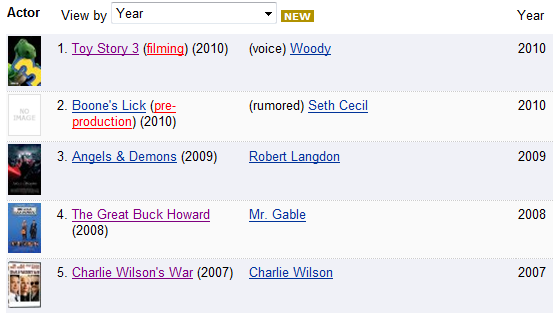 Actor View by Year NEW Year
1. Toy Story 3 (filming) (2010) (voice) Woody 2010
2. Boone's Lick (pre- (rumored) Seth Cecil 2010
production) (2010)
NO
IMAGE
3. Angels & Demons (2009) Robert Langdon 2009
4. The Great Buck Howard Mr. Gable 2008
(2008)
5. Charlie Wilson's War (2007) Charlie Wilson 2007